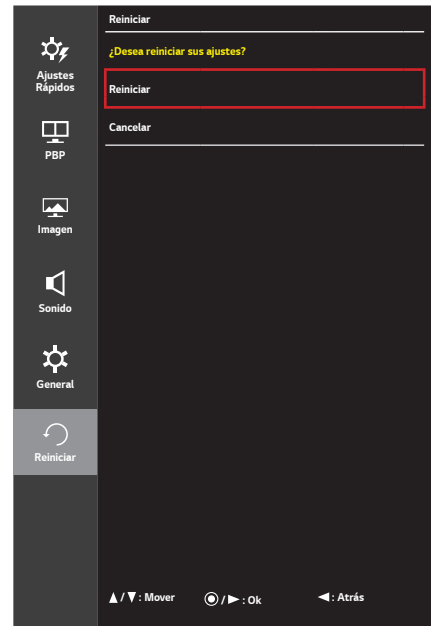 Reiniciar
¿Desea reiniciar sus ajustes?
Reiniciar
Cancelar
Ajustes
Rápidos
PBP
Imagen
Sonido
General
Reiniciar
▲/▼: Mover
◉/►: Ok
◄: Atrás